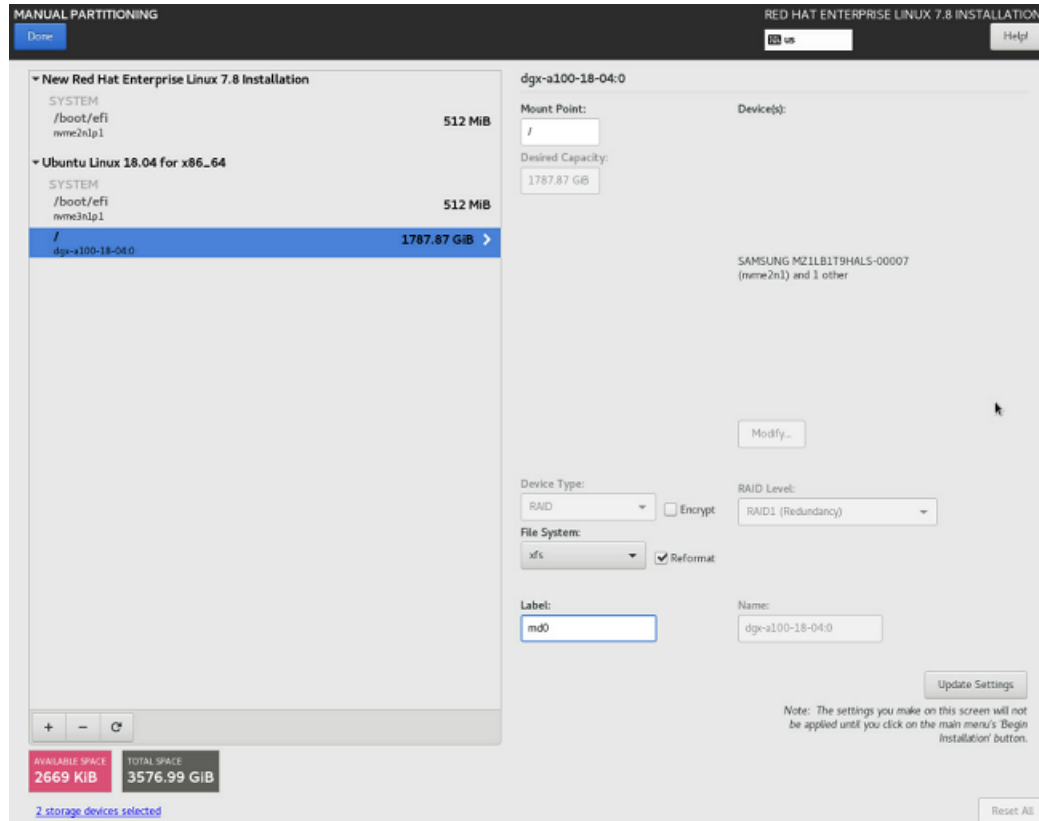 MANUAL PARTITIONING
RED HAT ENTERPRISE LINUX 7.8 INSTALLATION
Done
us
Help!
New Red Hat Enterprise Linux 7.8 Installation
SYSTEM
/boot/efi
512 MiB
nvme2n1p1
Ubuntu Linux 18.04 for x86_64
SYSTEM
/boot/efi
512 MiB
nvme3n1p1
/
1787.87 GiB
dgx-a100-18-04:0
+ −
AVAILABLE SPACE
2669 KiB
TOTAL SPACE
3576.99 GiB
2 storage devices selected
dgx-a100-18-04:0
Mount Point:
/
Desired Capacity:
1787.87 GiB
Device(s):
SAMSUNG MZ1LB1T9HALS-00007
(nvme2n1) and 1 other
Modify...
Device Type:
RAID
Encrypt
RAID Level:
RAID1 (Redundancy)
File System:
xfs
Reformat
Label:
md0
Name:
dgx-a100-18-04:0
Update Settings
Note: The settings you make on this screen will not
be applied until you click on the main menu's 'Begin
Installation' button.
Reset All